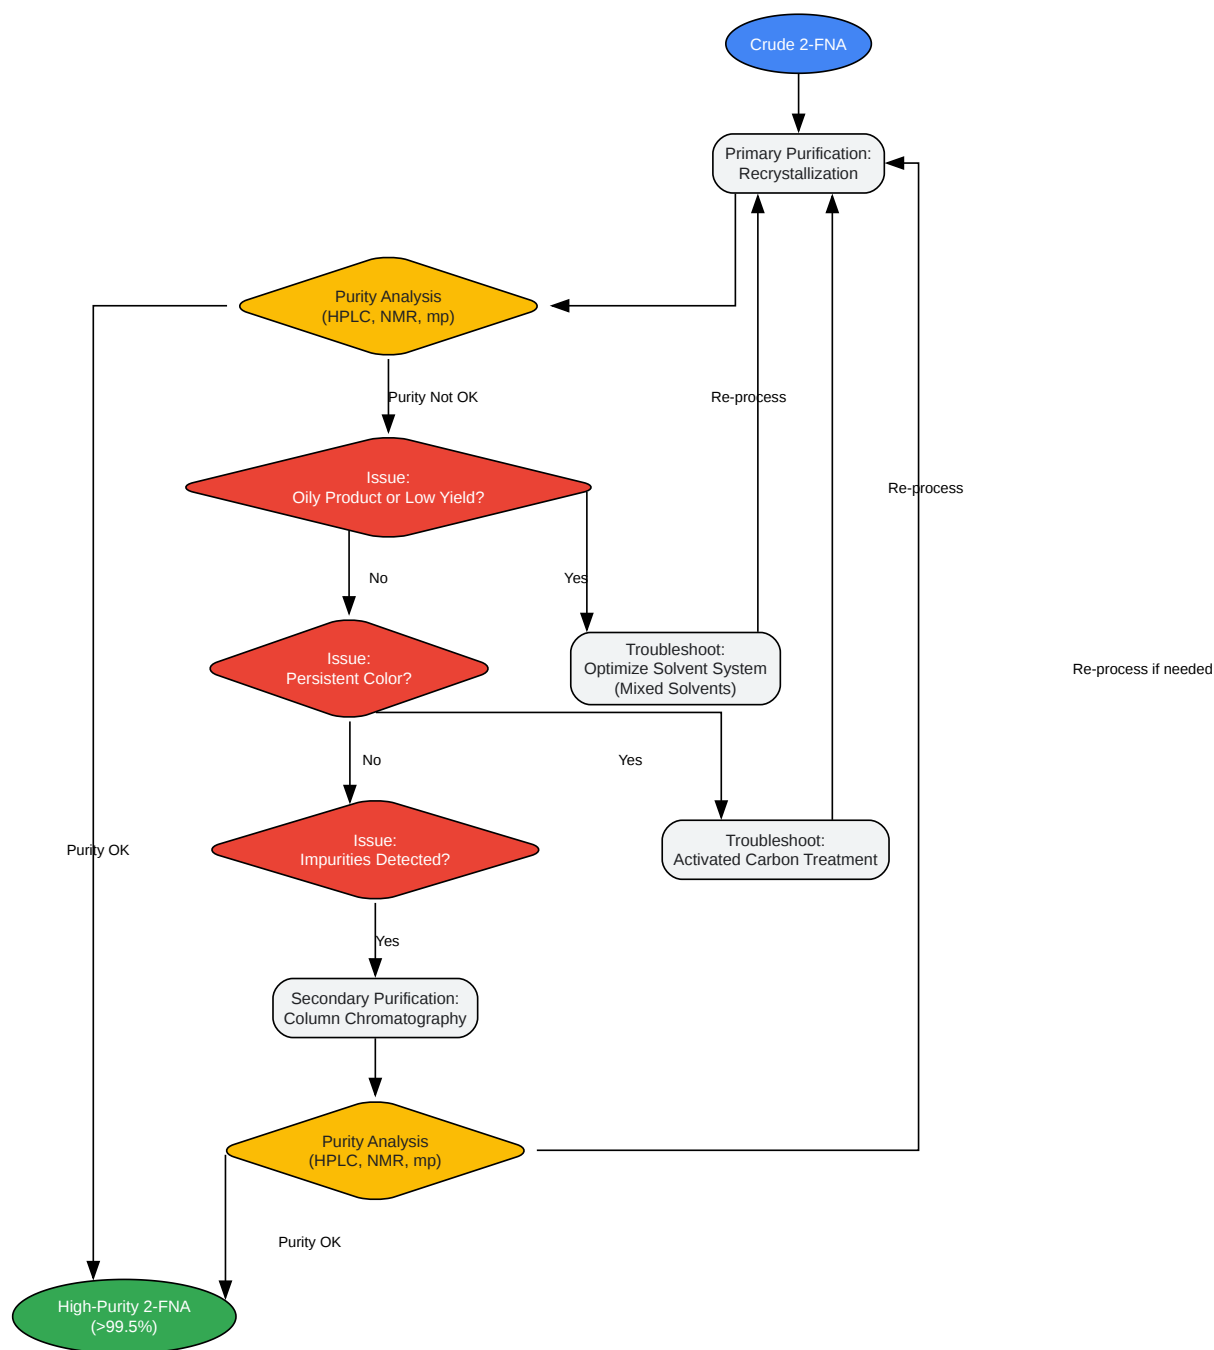 Crude 2-FNA
Primary Purification:
Recrystallization
Purity Analysis
(HPLC, NMR, mp)
Purity Not OK
Re-process
Issue:
Oily Product or Low Yield?
Re-process
No
Yes
Issue:
Persistent Color?
Troubleshoot:
Optimize Solvent System
(Mixed Solvents)
Re-process if needed
No
Yes
Purity OK
Issue:
Impurities Detected?
Troubleshoot:
Activated Carbon Treatment
Yes
Secondary Purification:
Column Chromatography
Purity Analysis
(HPLC, NMR, mp)
Purity OK
High-Purity 2-FNA
(>99.5%)